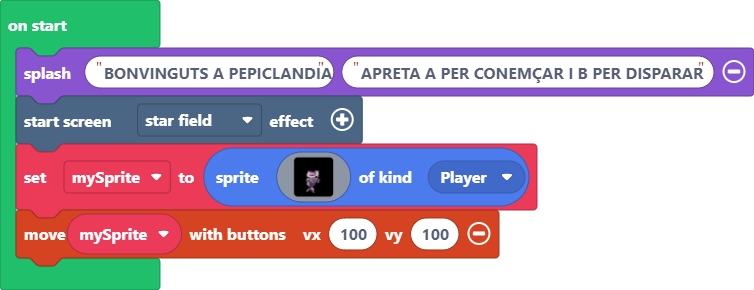 on start
splash "BONVINGUTS A PEPICLANDIA "APRETA A PER CONEMÇAR I B PER DISPARAR"
start screen star field effect
set mySprite to sprite of kind Player
move mySprite with buttons vx 100 vy 100